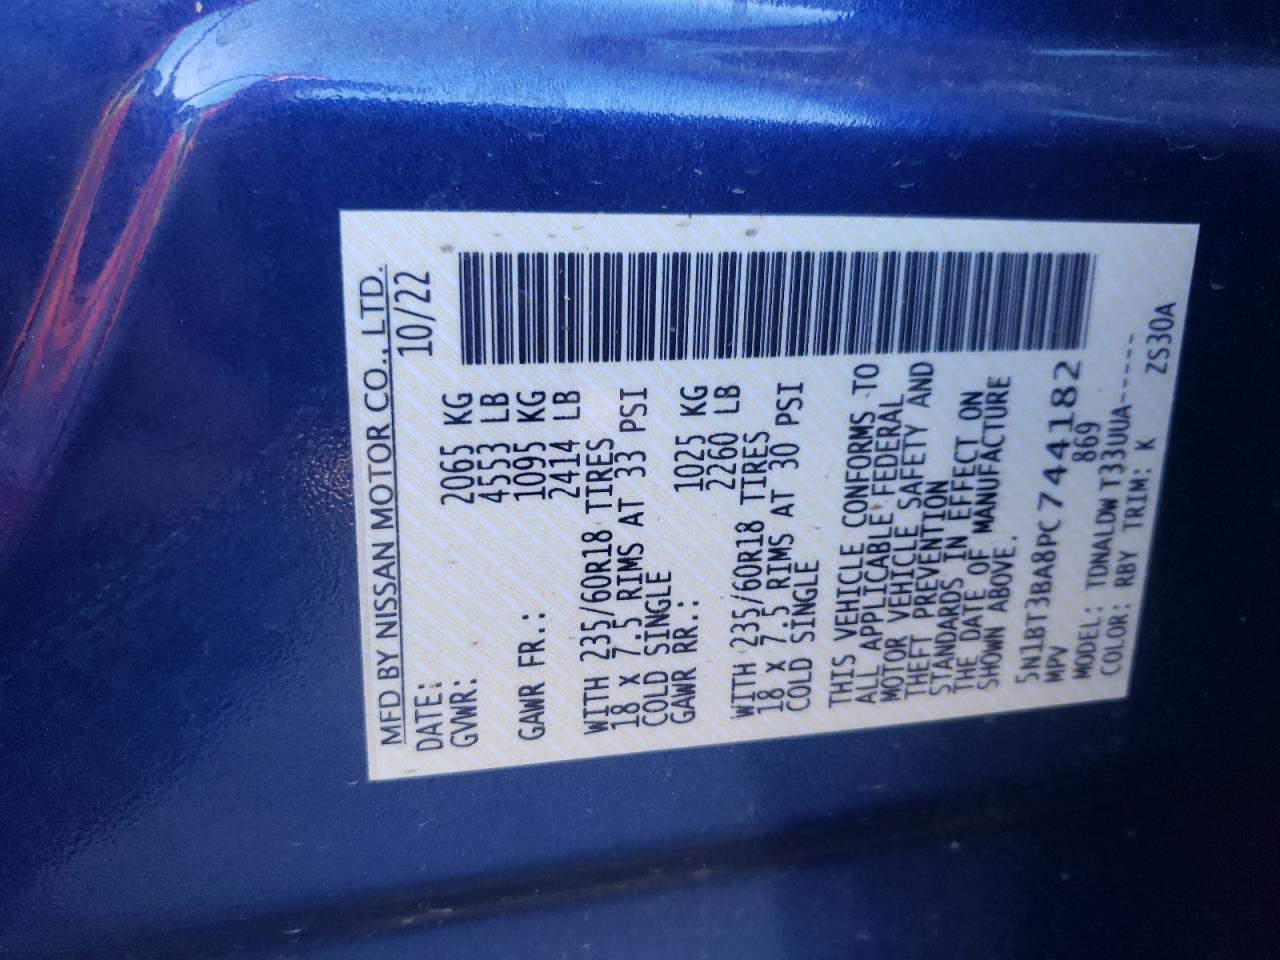 MFD BY NISSAN MOTOR CO., LTD.
DATE: 10/22
GVWR: 2065 KG
4553 LB
GAWR FR.: 1095 KG
2414 LB
WITH 235/60R18 TIRES
18 X 7.5 RIMS AT 33 PSI
COLD SINGLE
GAWR RR.: 1025 KG
2260 LB
WITH 235/60R18 TIRES
18 X 7.5 RIMS AT 30 PSI
COLD SINGLE
THIS VEHICLE CONFORMS TO
ALL APPLICABLE FEDERAL
MOTOR VEHICLE SAFETY AND
THEFT PREVENTION
STANDARDS IN EFFECT ON
THE DATE OF MANUFACTURE
SHOWN ABOVE.
5N1BT3BA8PC744182
MPV 869
MODEL: TDNALDW T33UUA-----
COLOR: RBY TRIM: K ZS30A